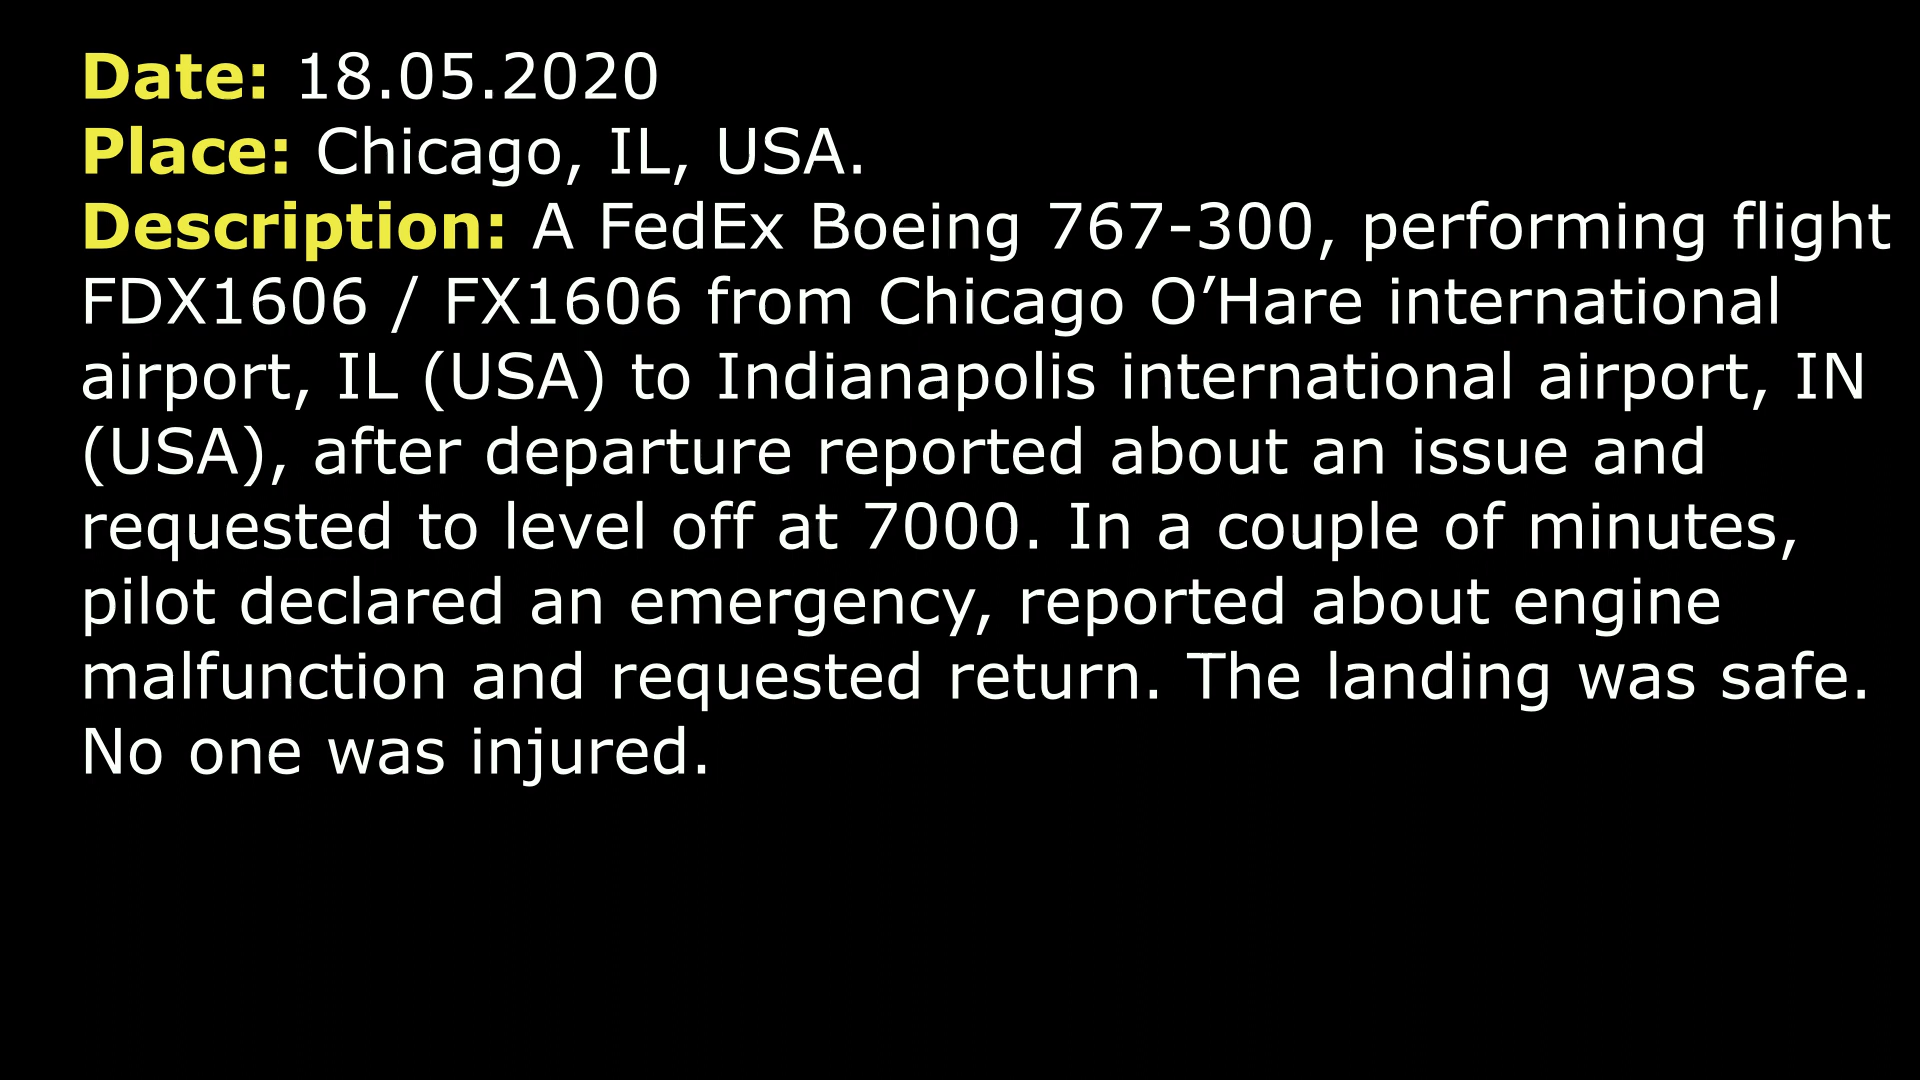 Date: 18.05.2020
Place: Chicago, IL, USA.
Description: A FedEx Boeing 767-300, performing flight
FDX1606 / FX1606 from Chicago O’Hare international
airport, IL (USA) to Indianapolis international airport, IN
(USA), after departure reported about an issue and
requested to level off at 7000. In a couple of minutes,
pilot declared an emergency, reported about engine
malfunction and requested return. The landing was safe.
No one was injured.